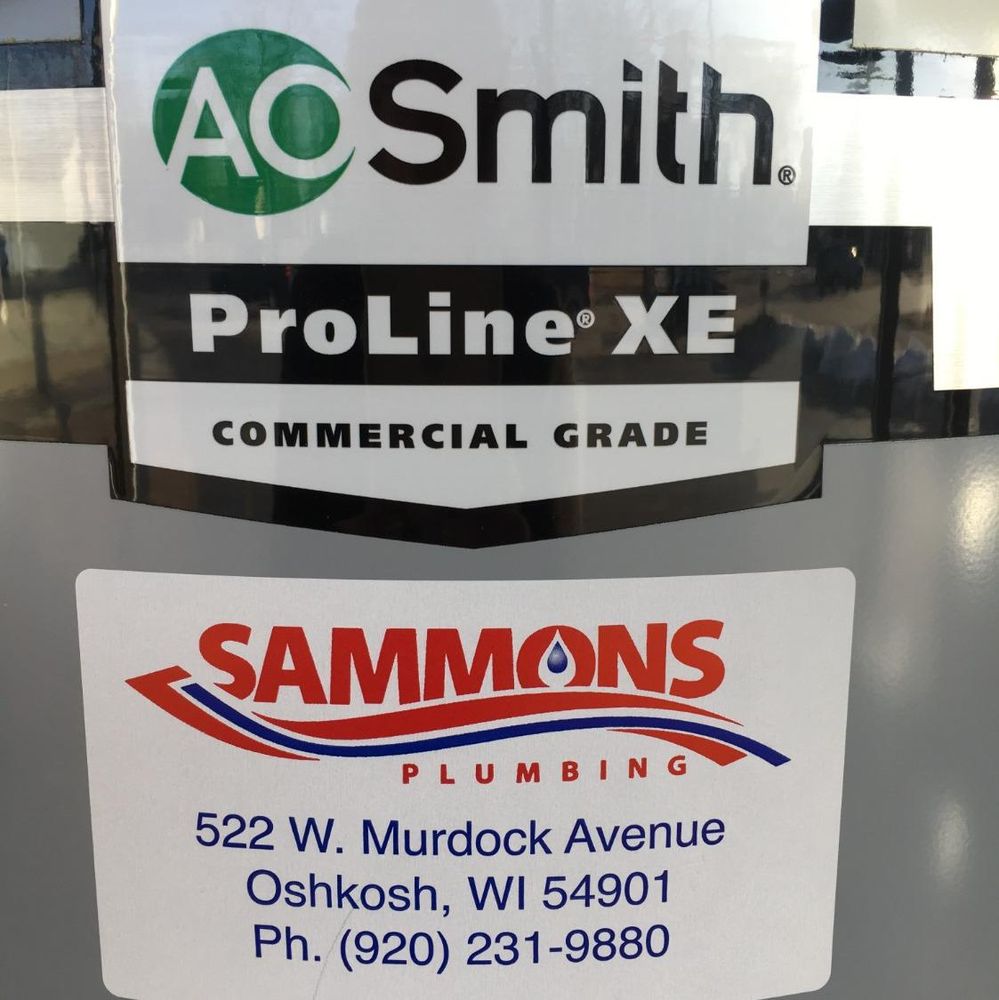 AO Smith®
ProLine® XE
COMMERCIAL GRADE
SAMMONS
PLUMBING
522 W. Murdock Avenue
Oshkosh, WI 54901
Ph. (920) 231-9880